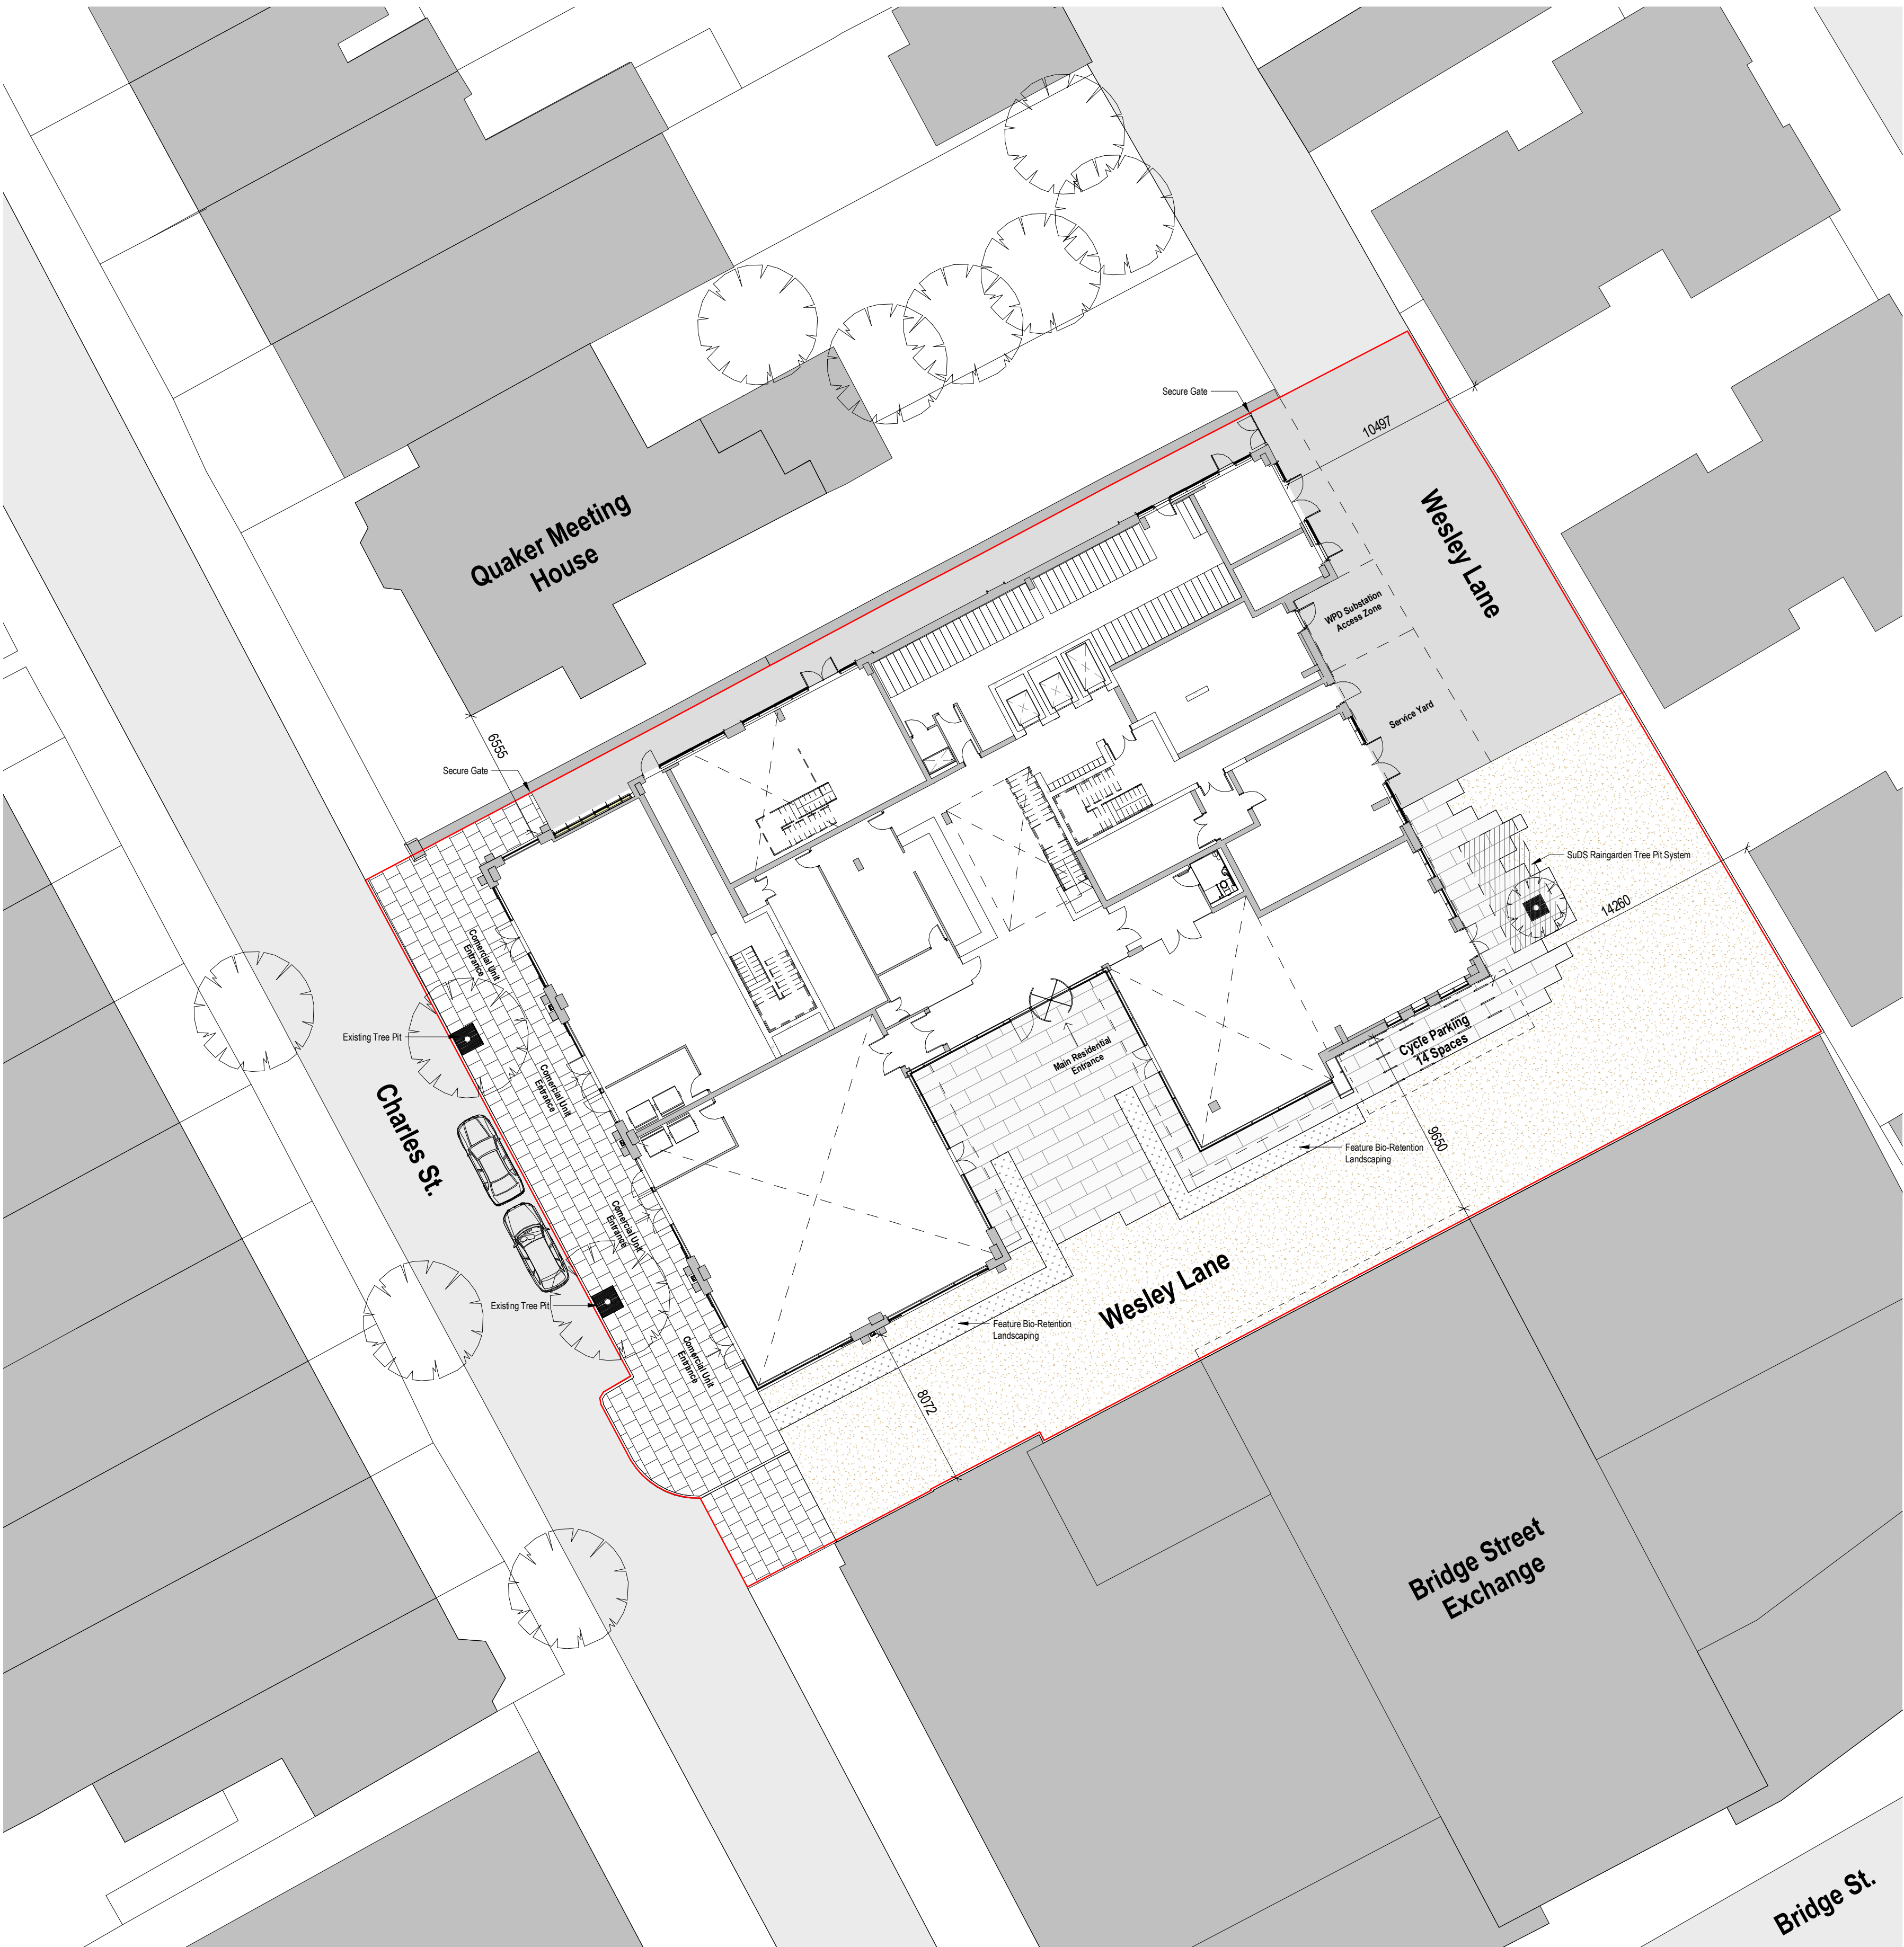 Secure Gate
10497
Wesley Lane
Quaker Meeting
House
WPD Substation
Access Zone
Service Yard
6555
Secure Gate
SuDS Raingarden Tree Pit System
14260
Comercial Unit
Entrance
Existing Tree Pit
Cycle Parking
14 Spaces
Main Residential
Entrance
Comercial Unit
Entrance
Charles St.
Feature Bio-Retention
Landscaping
9650
Comercial Unit
Entrance
Existing Tree Pit
Wesley Lane
Feature Bio-Retention
Landscaping
Comercial Unit
Entrance
8072
Bridge Street
Exchange
Bridge St.